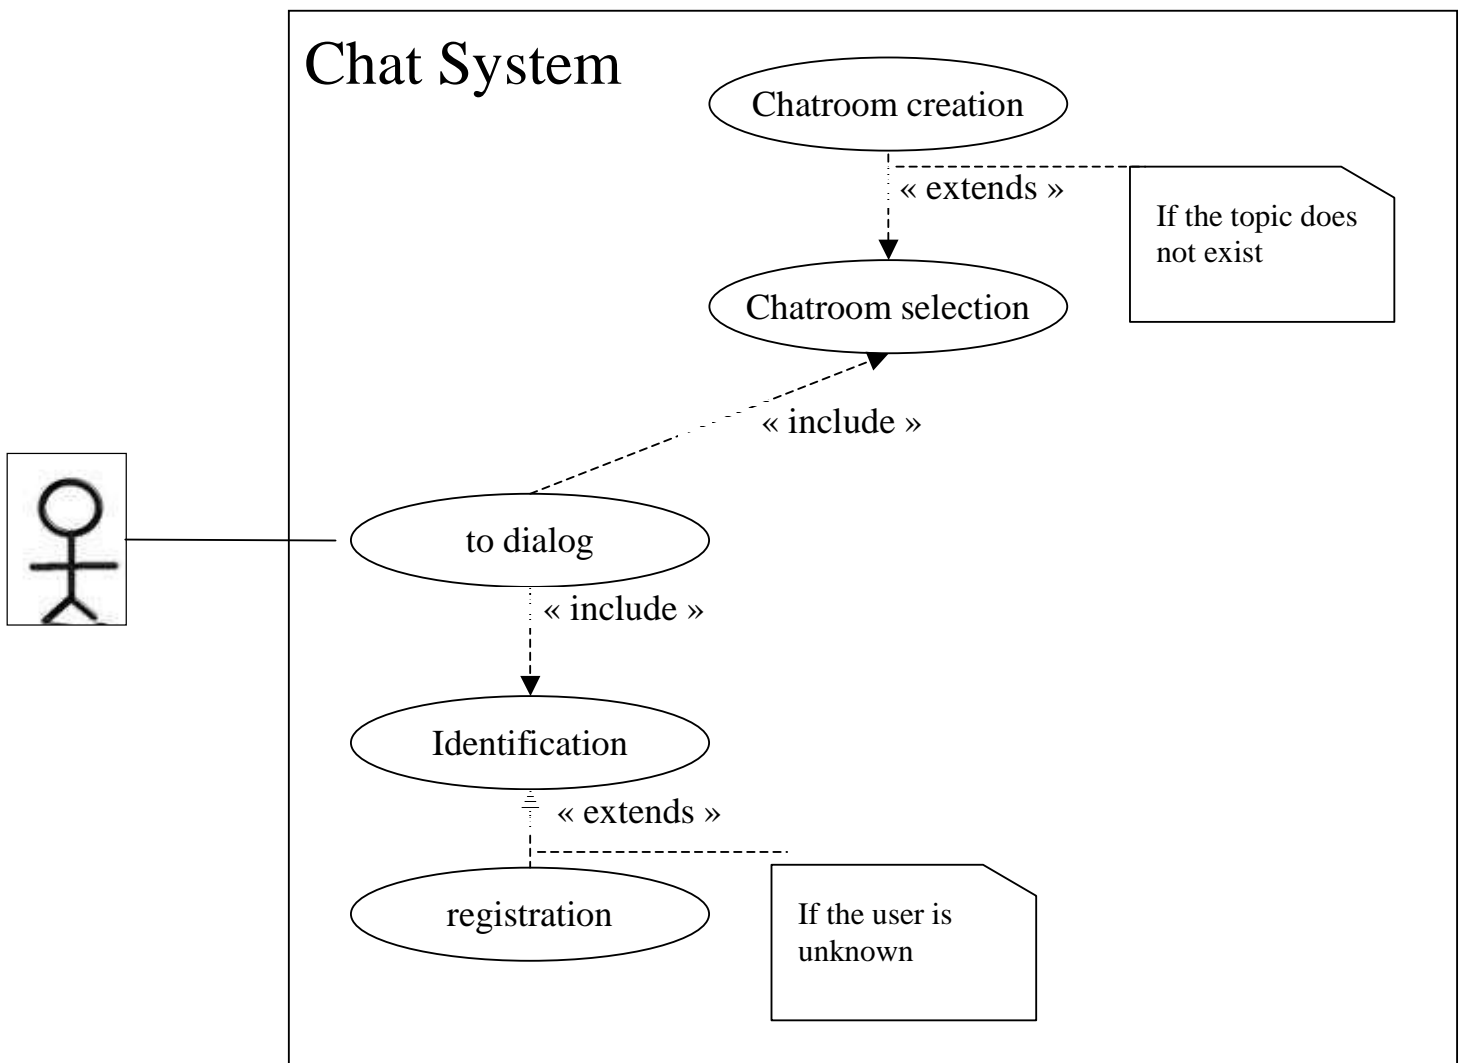 Chat System
Chatroom creation
« extends »
If the topic does
not exist
Chatroom selection
« include »
to dialog
« include »
Identification
« extends »
registration
If the user is
unknown